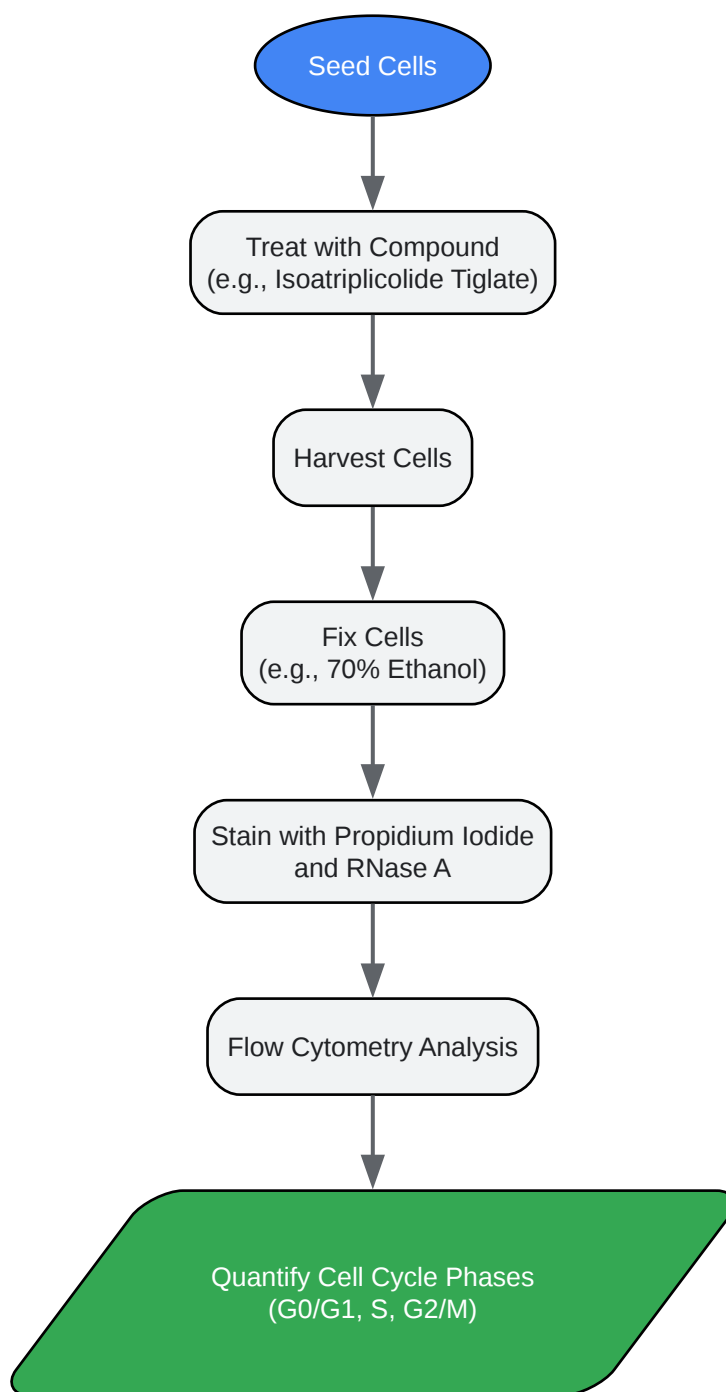 Seed Cells
Treat with Compound
(e.g., Isoatriplicolide Tiglate)
Harvest Cells
Fix Cells
(e.g., 70% Ethanol)
Stain with Propidium Iodide
and RNase A
Flow Cytometry Analysis
Quantify Cell Cycle Phases
(G0/G1, S, G2/M)